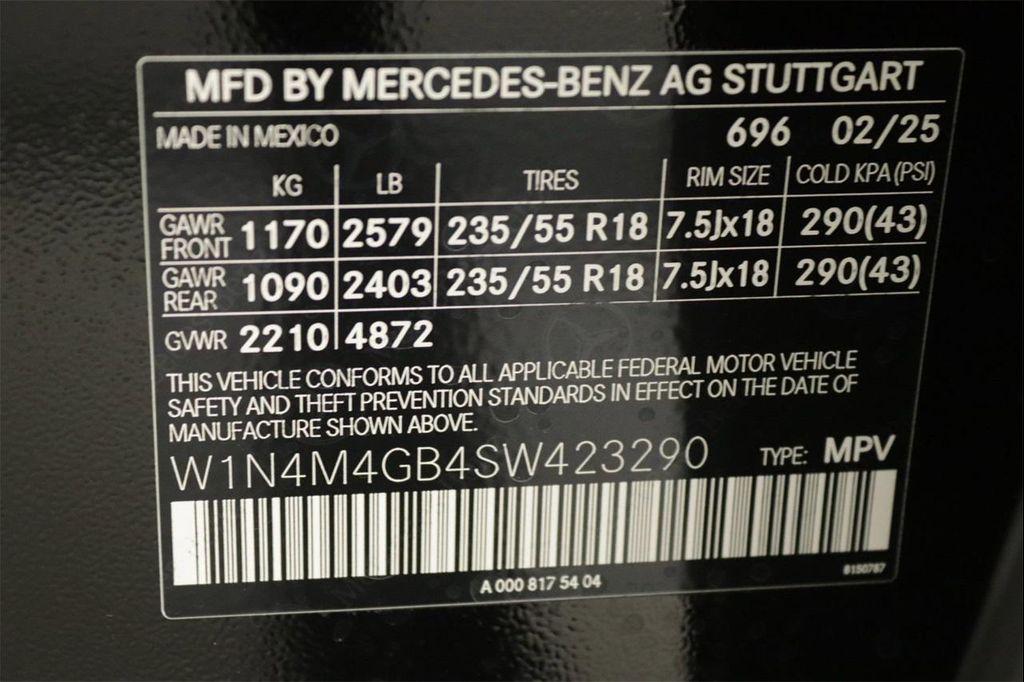 MFD BY MERCEDES-BENZ AG STUTTGART
MADE IN MEXICO 696 02/25
KG LB TIRES RIM SIZE COLD KPA (PSI)
GAWR FRONT 1170 2579 235/55 R18 7.5Jx18 290(43)
GAWR REAR 1090 2403 235/55 R18 7.5Jx18 290(43)
GVWR 2210 4872
THIS VEHICLE CONFORMS TO ALL APPLICABLE FEDERAL MOTOR VEHICLE
SAFETY AND THEFT PREVENTION STANDARDS IN EFFECT ON THE DATE OF
MANUFACTURE SHOWN ABOVE.
W1N4M4GB4SW423290 TYPE: MPV
A 000 817 54 04 8150787